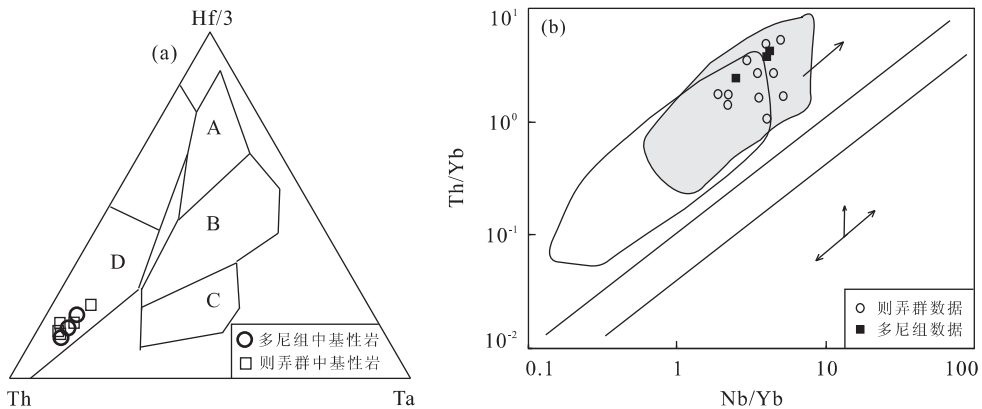 Hf/3
(a)
A
B
D
C
多尼组中基性岩
则弄群中基性岩
Th
Ta
(b)
10¹
10⁰
10⁻¹
10⁻²
Th/Yb
则弄群数据
多尼组数据
0.1
1
10
100
Nb/Yb